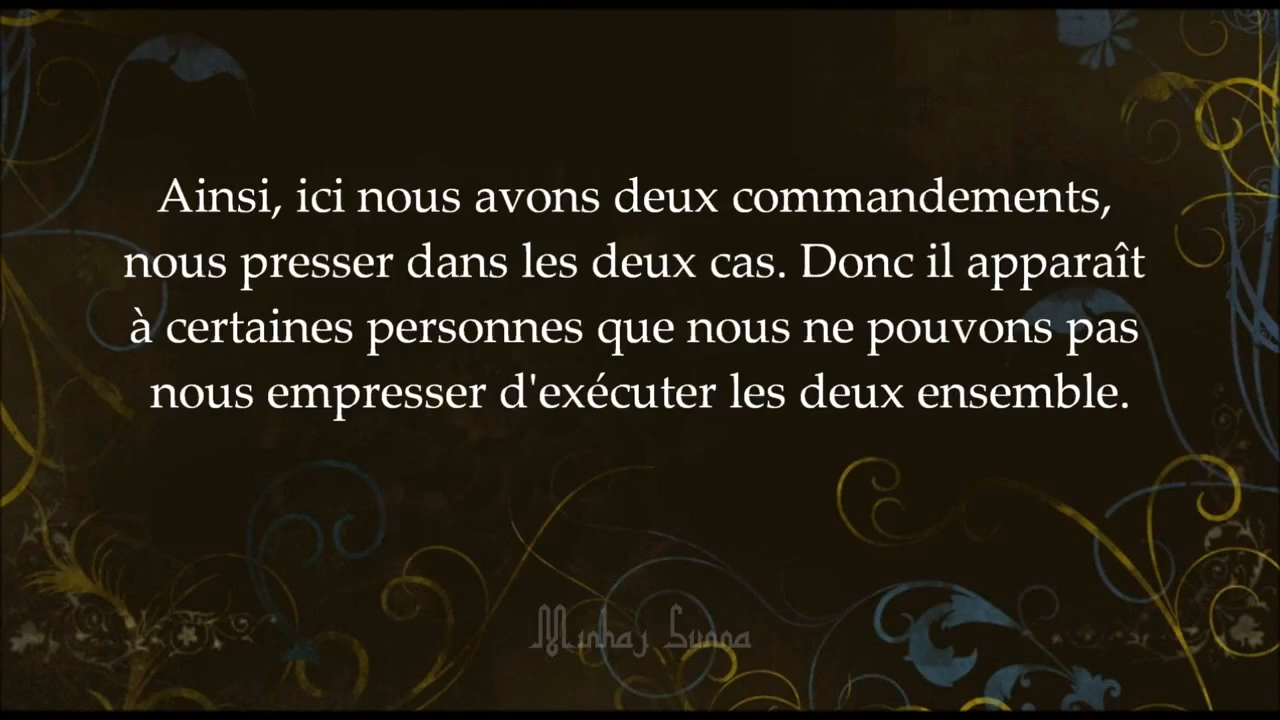 Ainsi, ici nous avons deux commandements,
nous presser dans les deux cas. Donc il apparaît
à certaines personnes que nous ne pouvons pas
nous empresser d'exécuter les deux ensemble.
Minhaj Sunna